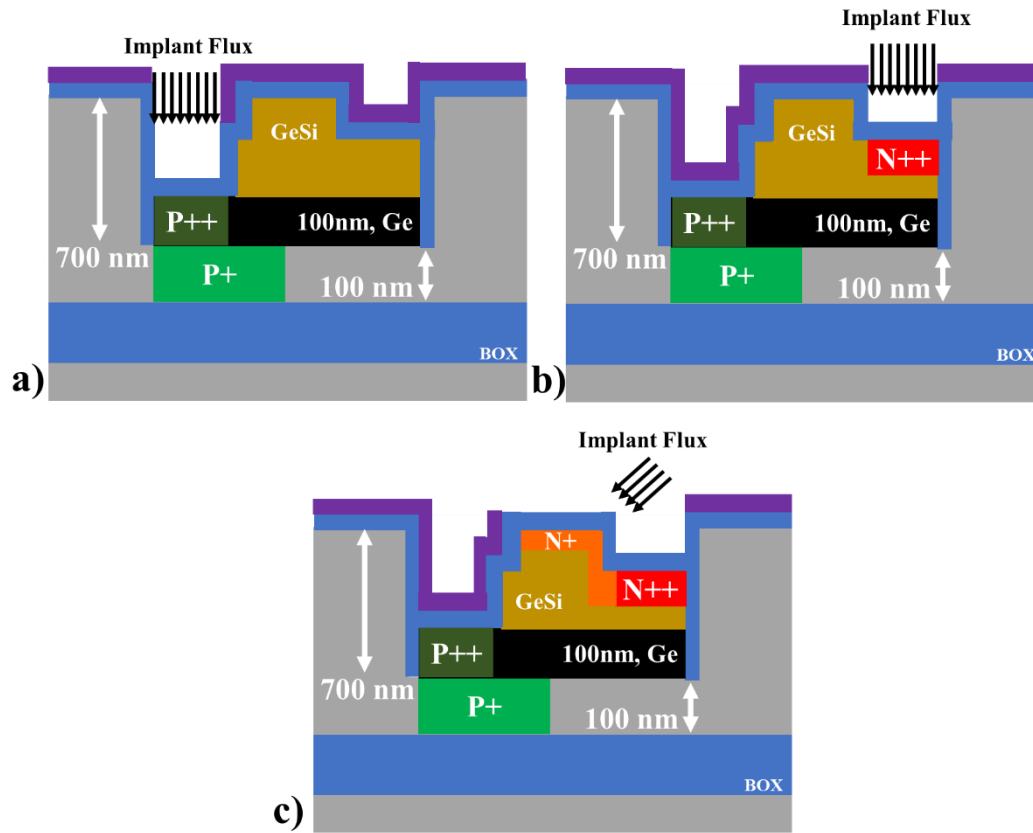 Implant Flux
GeSi
P++
100nm, Ge
700 nm
P+
100 nm
BOX
a)
Implant Flux
GeSi
N++
P++
100nm, Ge
700 nm
P+
100 nm
BOX
b)
Implant Flux
N+
N++
GeSi
P++
100nm, Ge
700 nm
P+
100 nm
BOX
c)